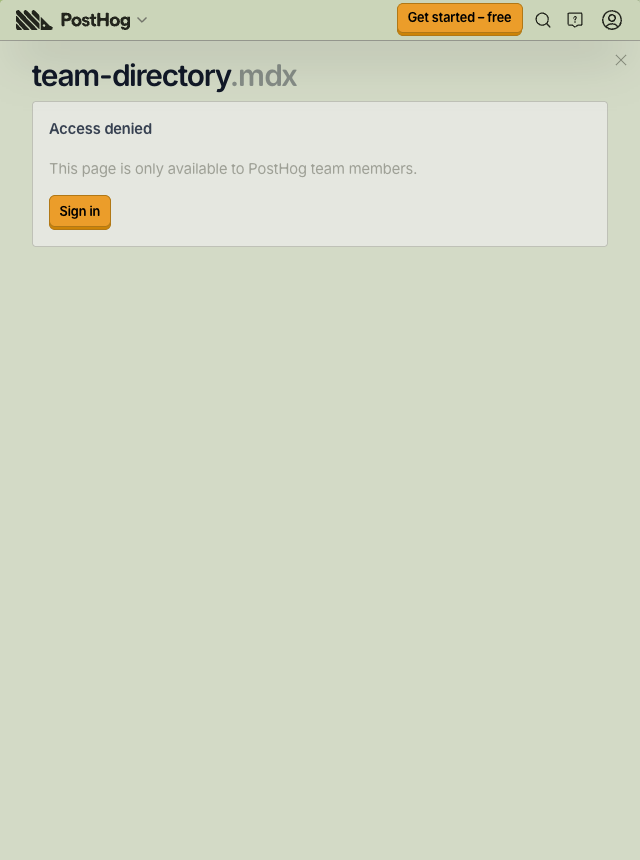 PostHog
Get started – free
?
team-directory.mdx
Access denied
This page is only available to PostHog team members.
Sign in